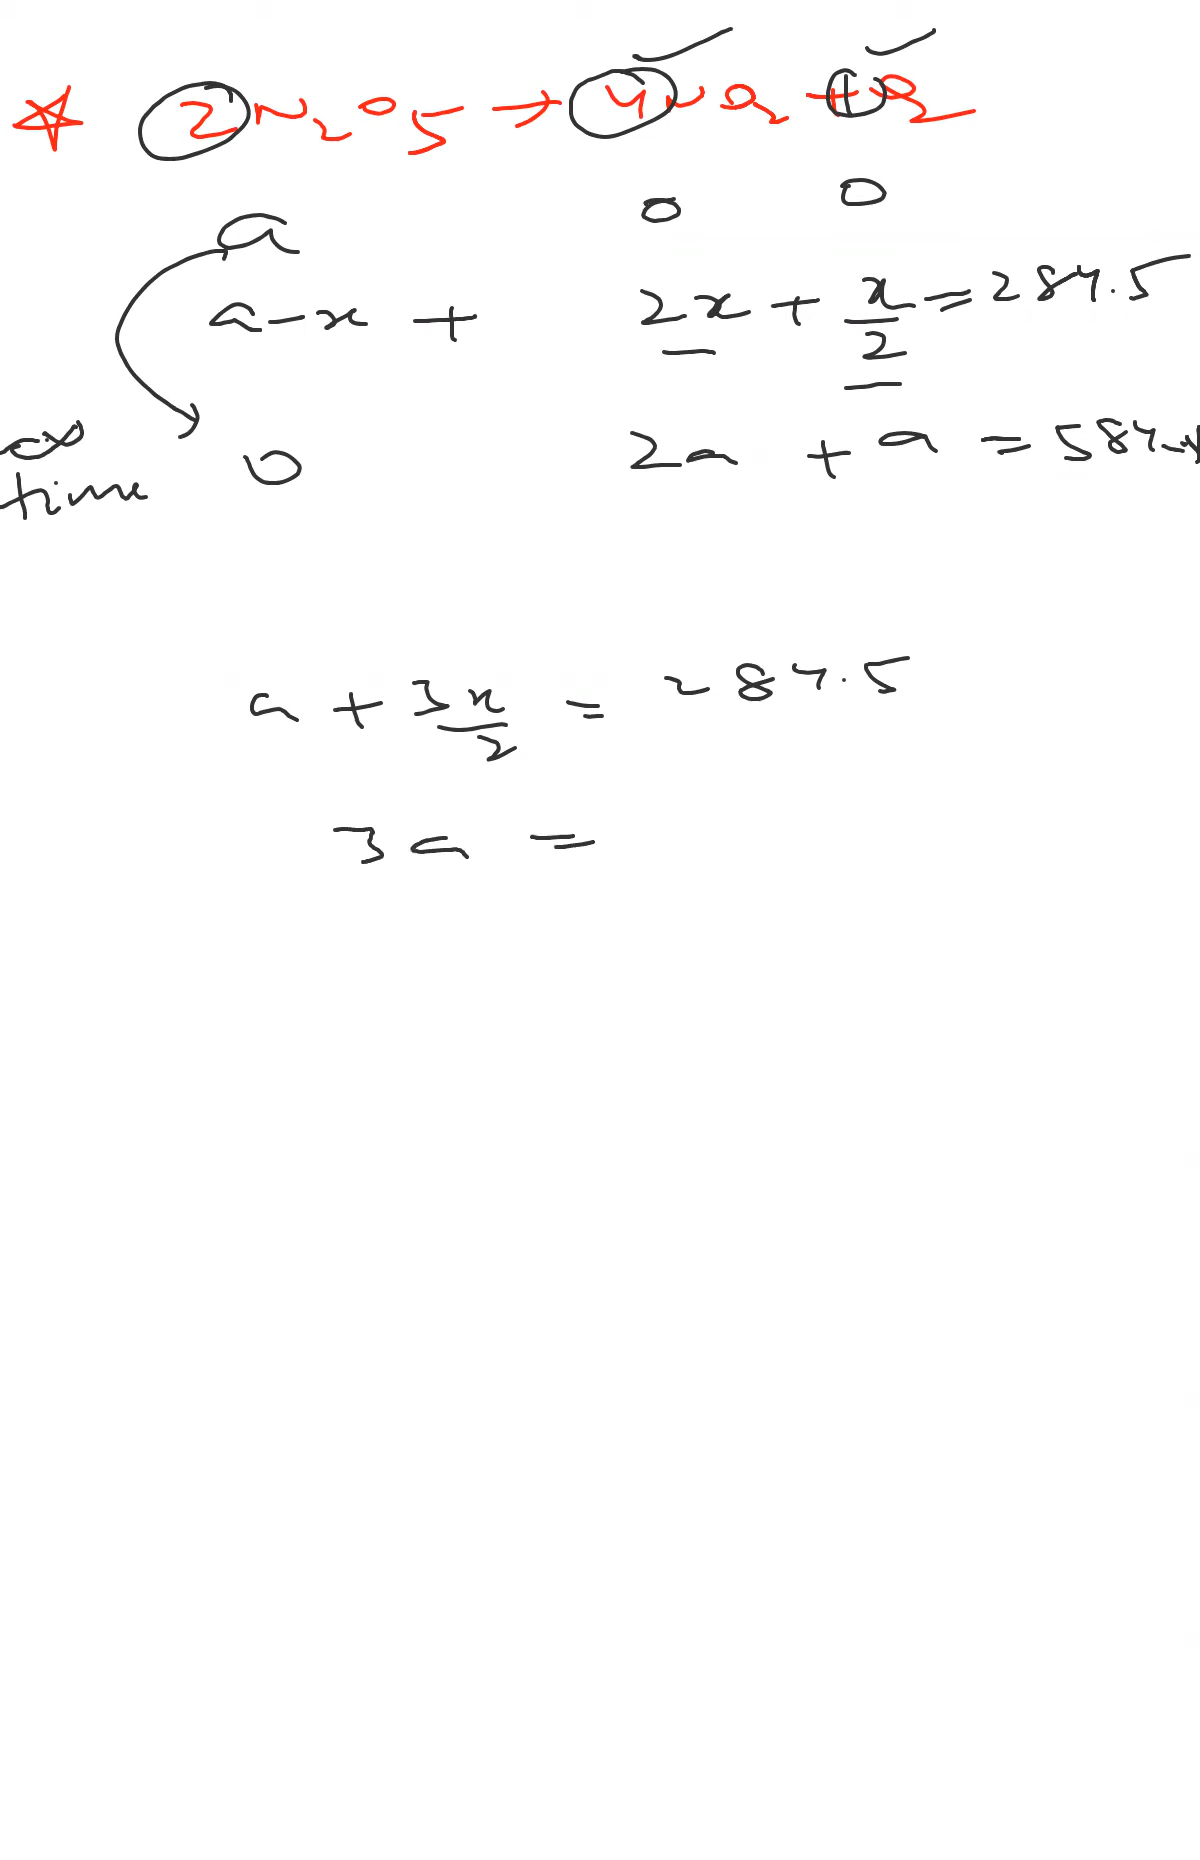 ☆ 2N2O5 → 4NO2 + O2
a 0 0
a - x + 2x + x/2 = 284.5
∞ time 0 2a + a = 584.5
a + 3x/2 = 284.5
3a =